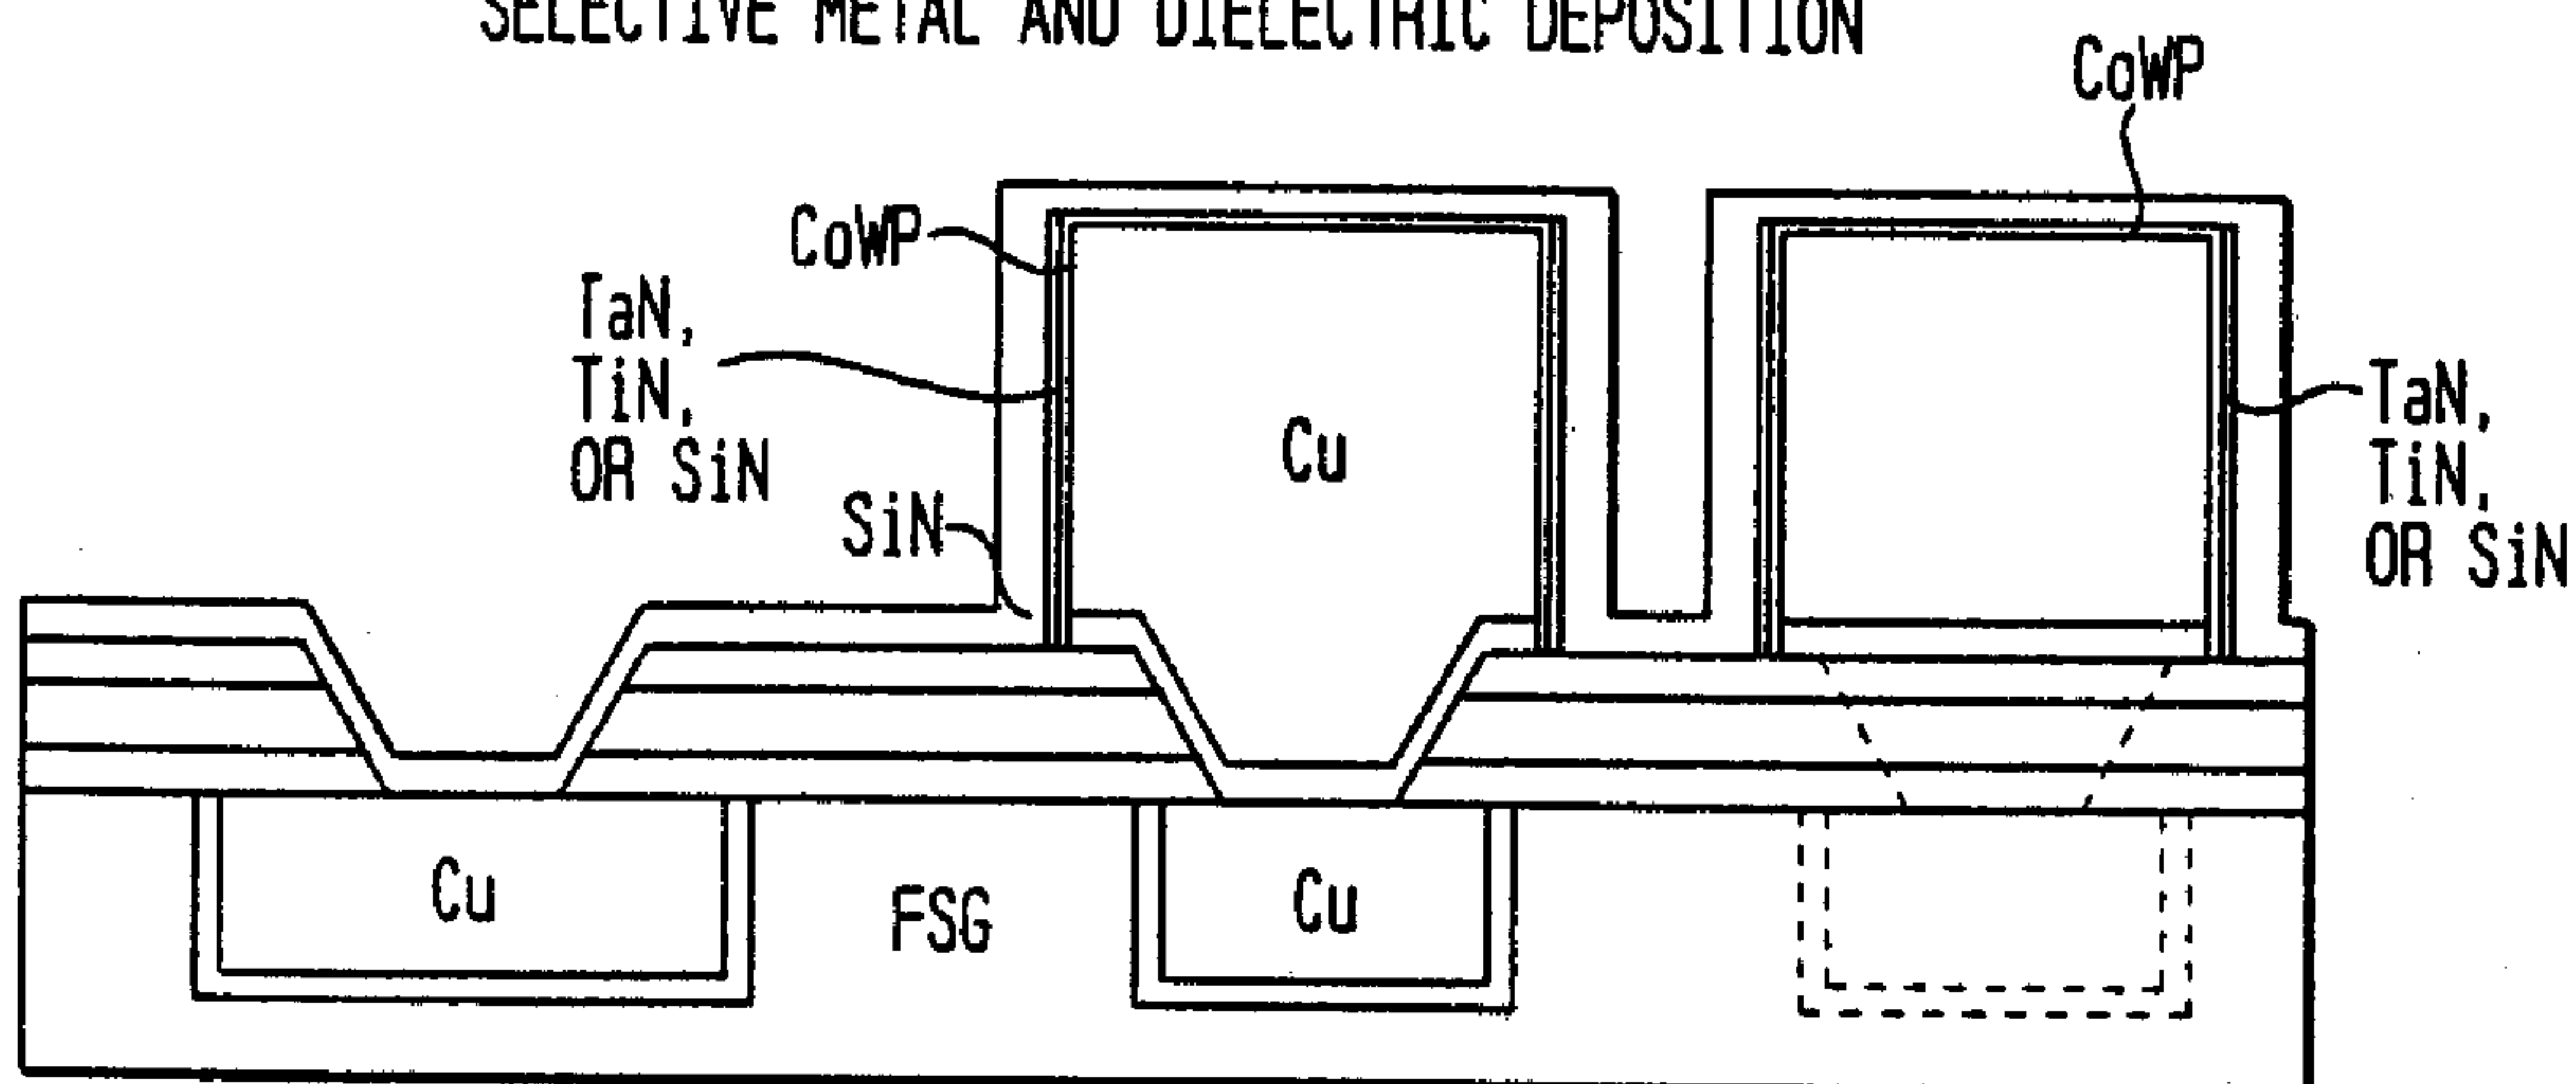 SELECTIVE METAL AND DIELECTRIC DEPOSITION
CoWP
CoWP
TaN,
TiN,
OR SiN
SiN
Cu
TaN,
TiN,
OR SiN
Cu
FSG
Cu